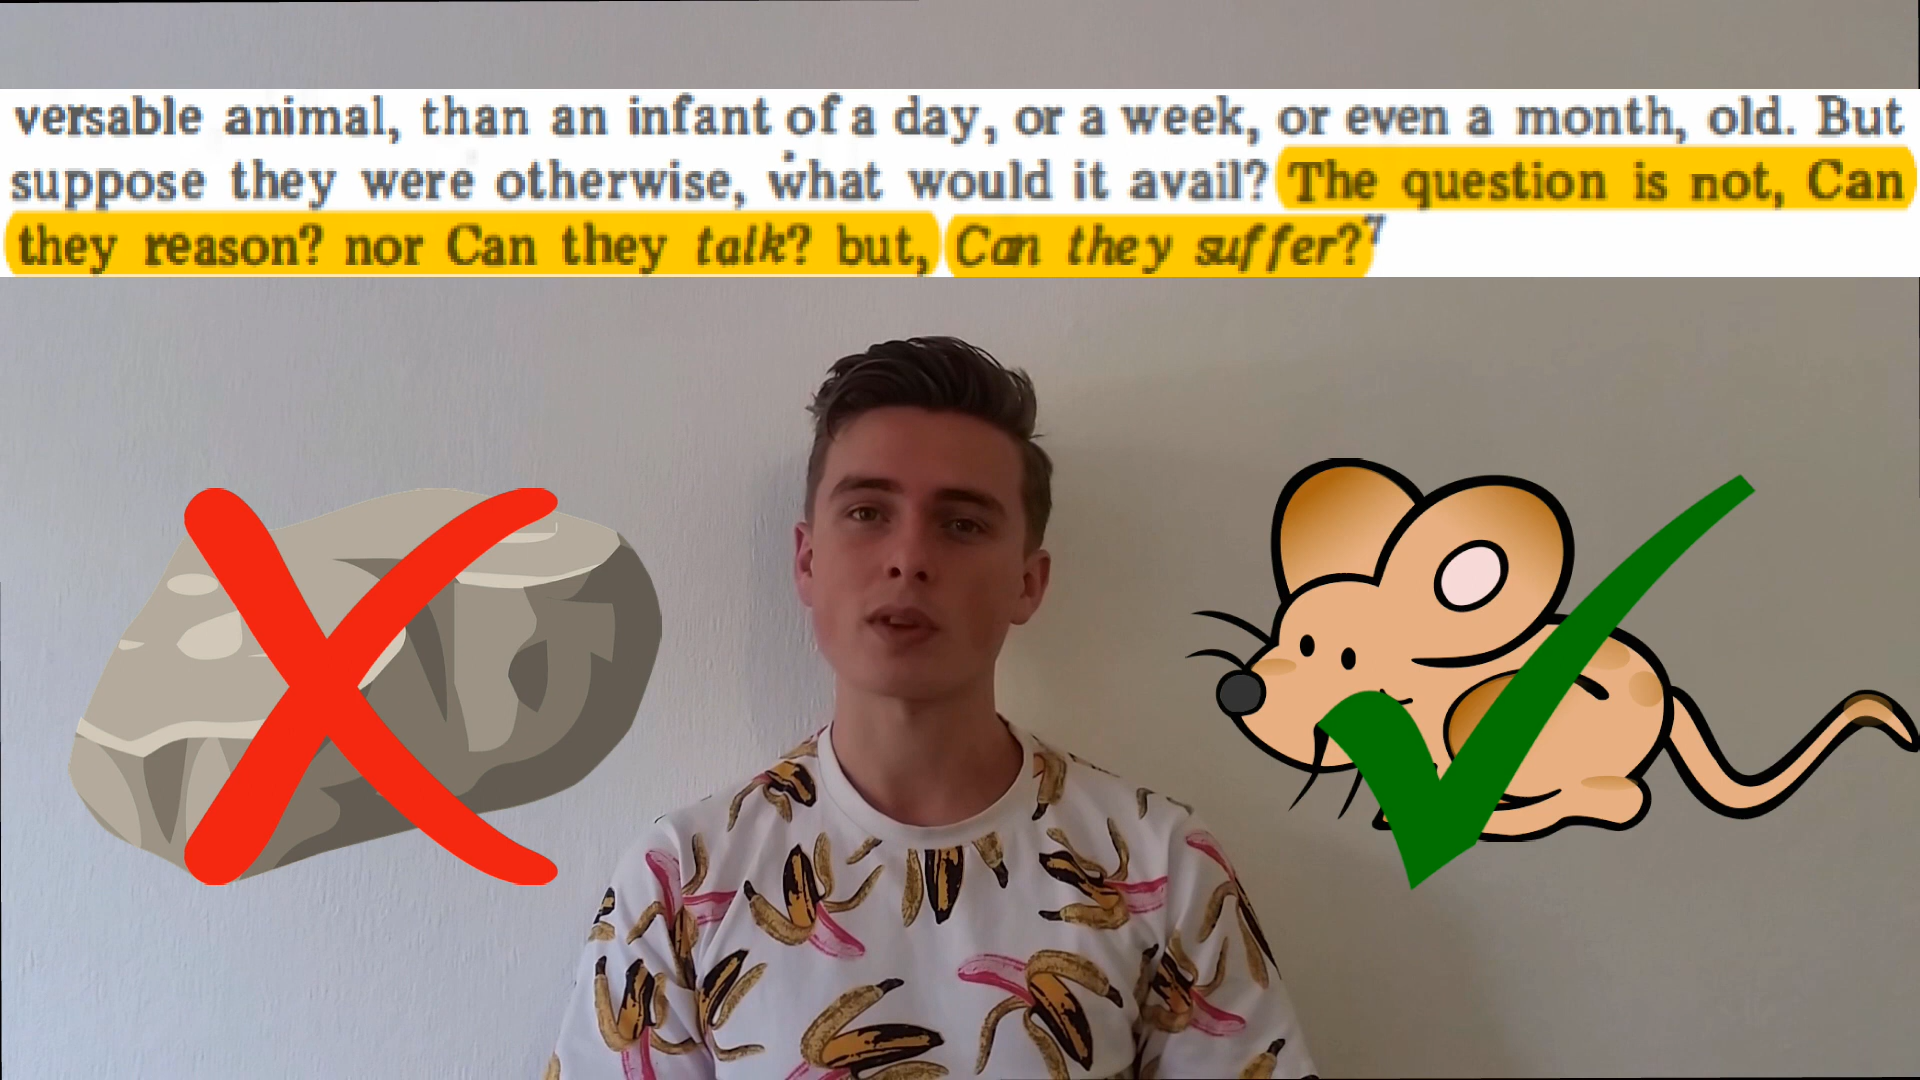 versable animal, than an infant of a day, or a week, or even a month, old. But
suppose they were otherwise, what would it avail? The question is not, Can
they reason? nor Can they talk? but, Can they suffer?7